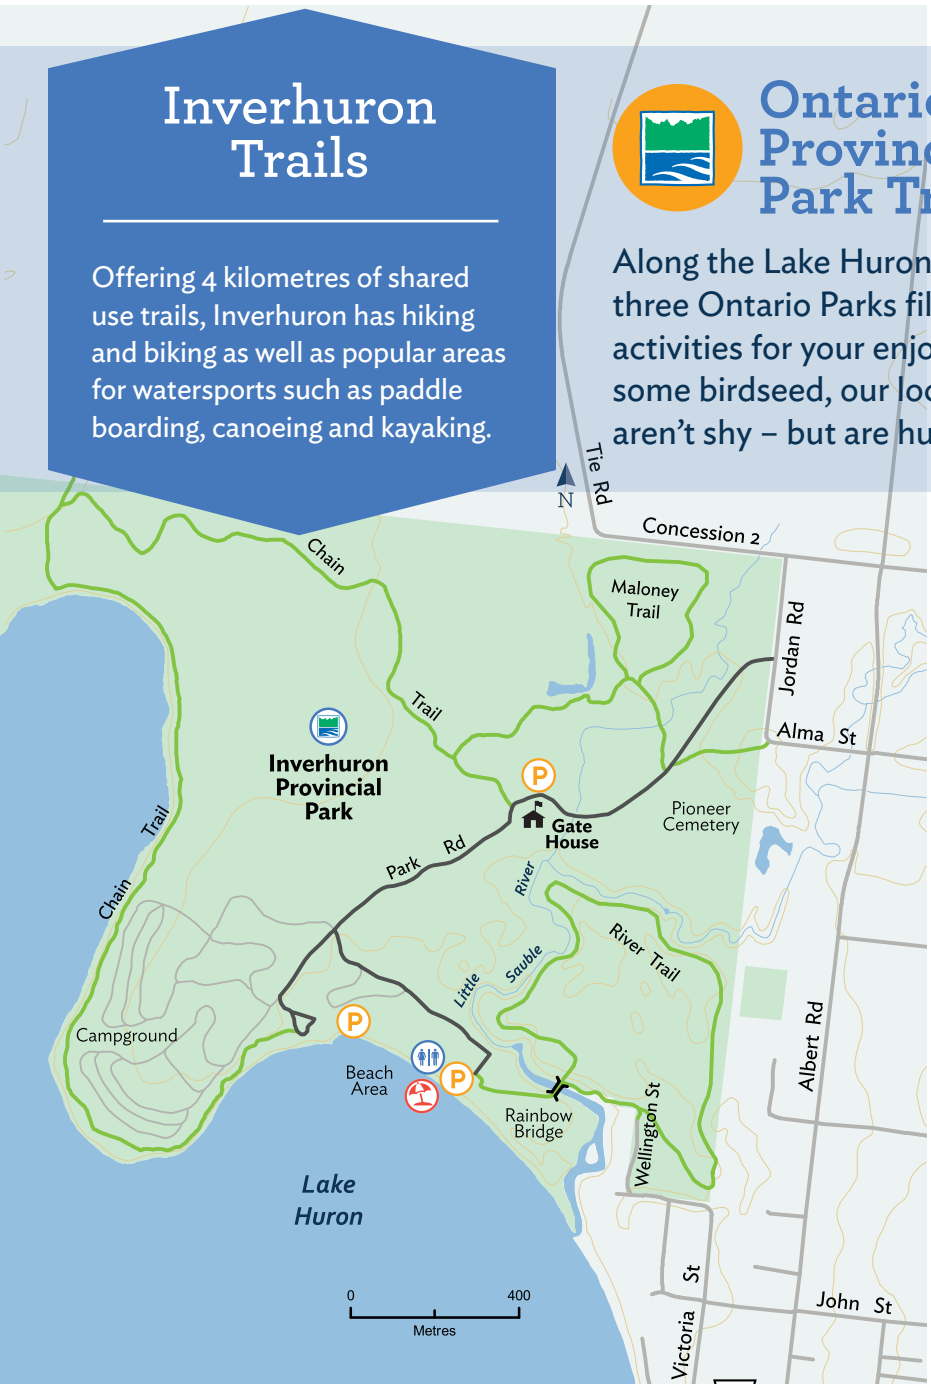 Inverhuron
Trails
Offering 4 kilometres of shared
use trails, Inverhuron has hiking
and biking as well as popular areas
for watersports such as paddle
boarding, canoeing and kayaking.
Ontario
Provinc
Park Tr
Along the Lake Huron
three Ontario Parks fil
activities for your enjo
some birdseed, our loc
aren't shy – but are hu
Tie Rd
N
Concession 2
Chain
Trail
Maloney
Trail
Jordan Rd
Alma St
Inverhuron
Provincial
Park
P
Gate
House
Pioneer
Cemetery
Park Rd
Chain Trail
River
Sauble
Little
River Trail
Campground
P
Beach
Area
P
Rainbow
Bridge
Wellington St
Albert Rd
Lake
Huron
0 400
Metres
Victoria St
John St